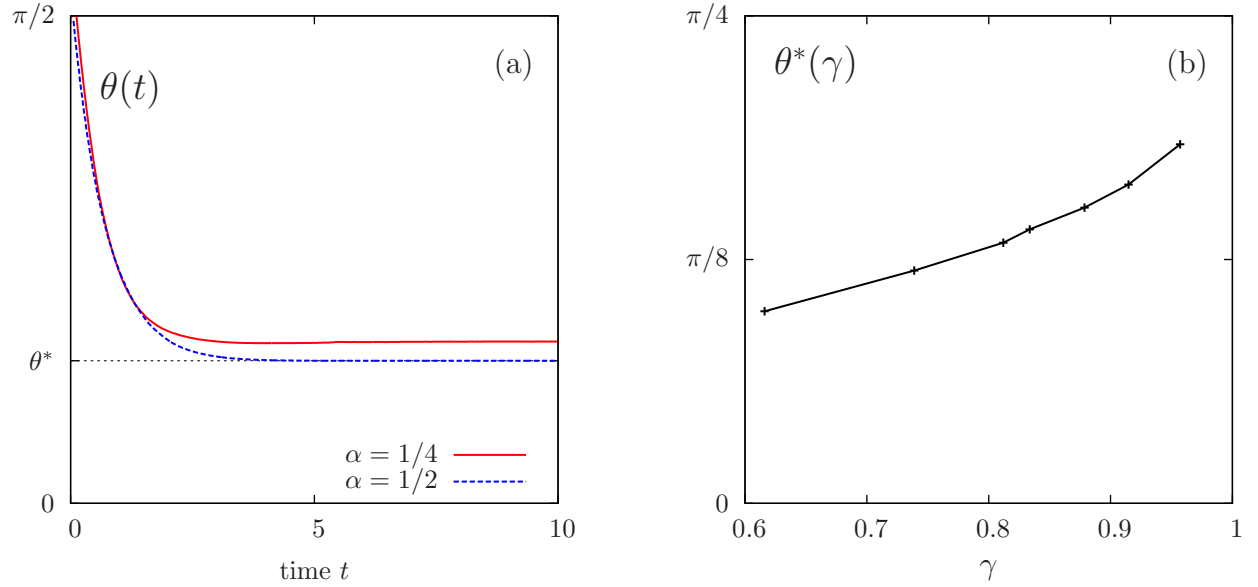 π/2
(a)
θ(t)
θ*
α = 1/4
α = 1/2
0
0 5 10
time t
π/4
θ*(γ)
(b)
π/8
0
0.6 0.7 0.8 0.9 1
γ